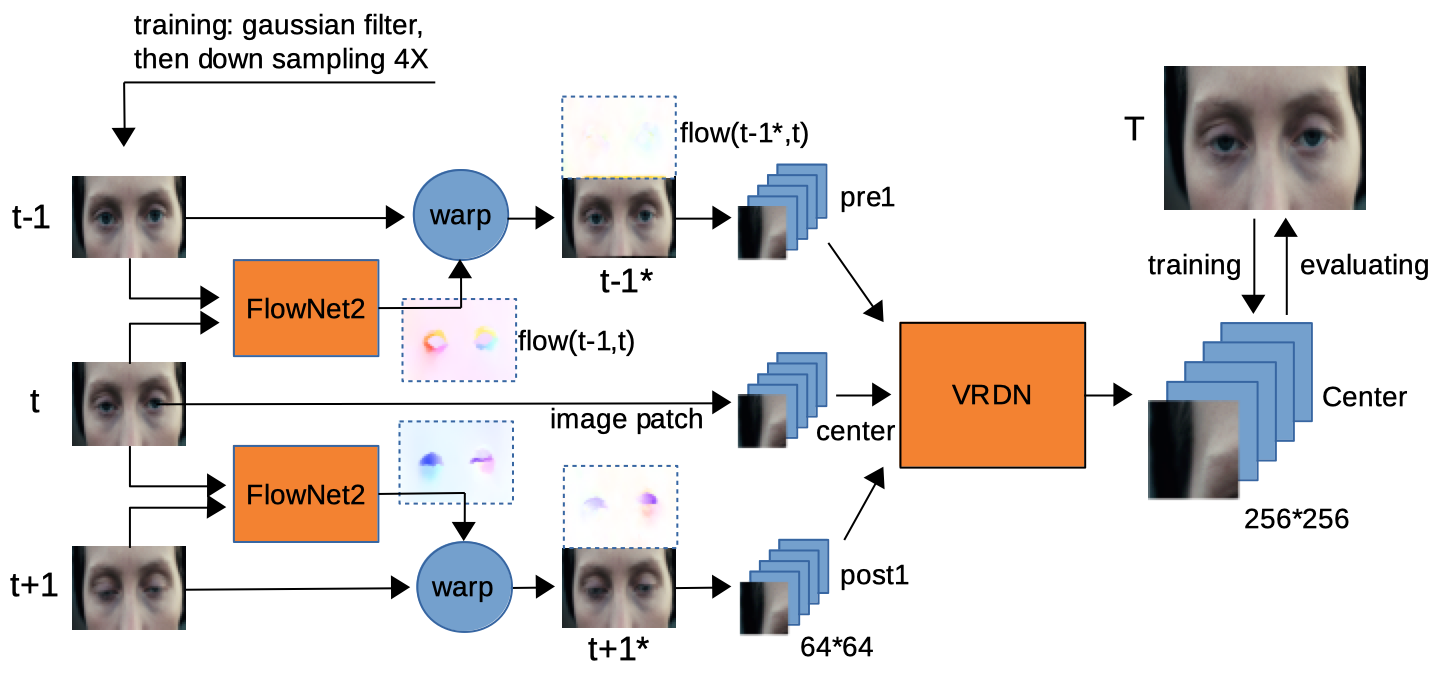 training: gaussian filter,
then down sampling 4X
flow(t-1*,t)
T
t-1
warp
pre1
t-1*
training
evaluating
FlowNet2
flow(t-1,t)
t
VRDN
image patch
center
Center
FlowNet2
256*256
t+1
warp
post1
t+1*
64*64